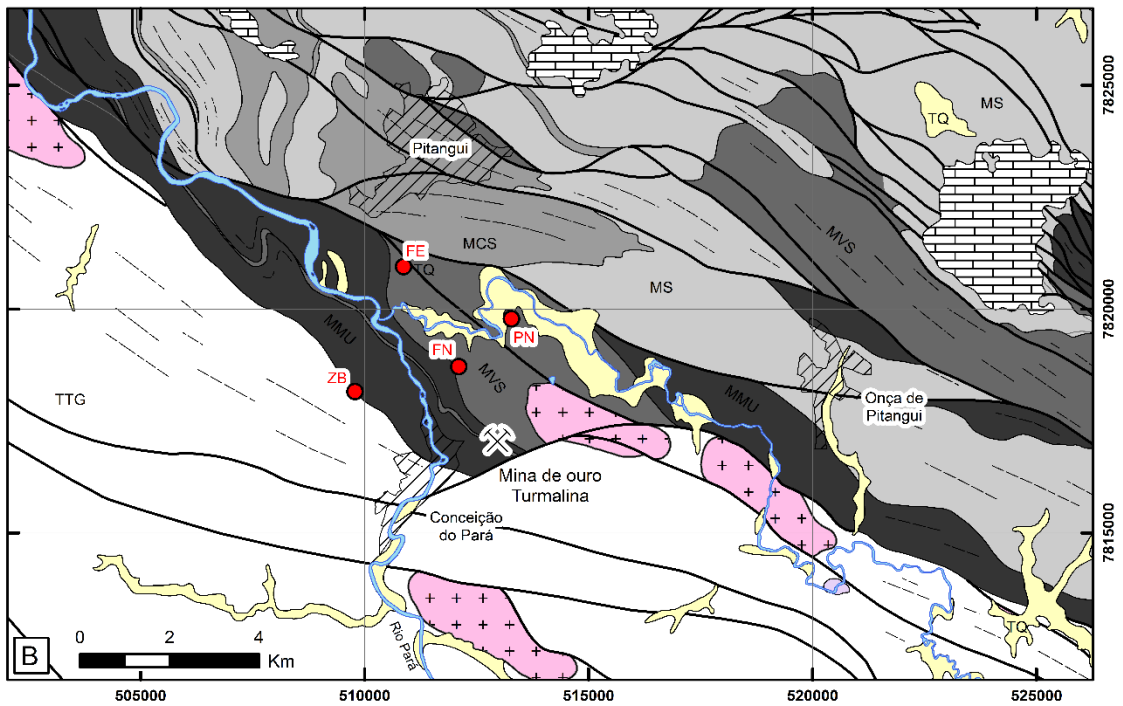 7825000
MS
TQ
Pitangui
MVS
MCS
FE
TQ
MS
7820000
PN
FN
MMU
ZB
MVS
MMU
TTG
Onça de
Pitangui
Mina de ouro
Turmalina
Conceição
do Pará
7815000
TQ
Rio Pará
B
0 2 4
Km
505000 510000 515000 520000 525000